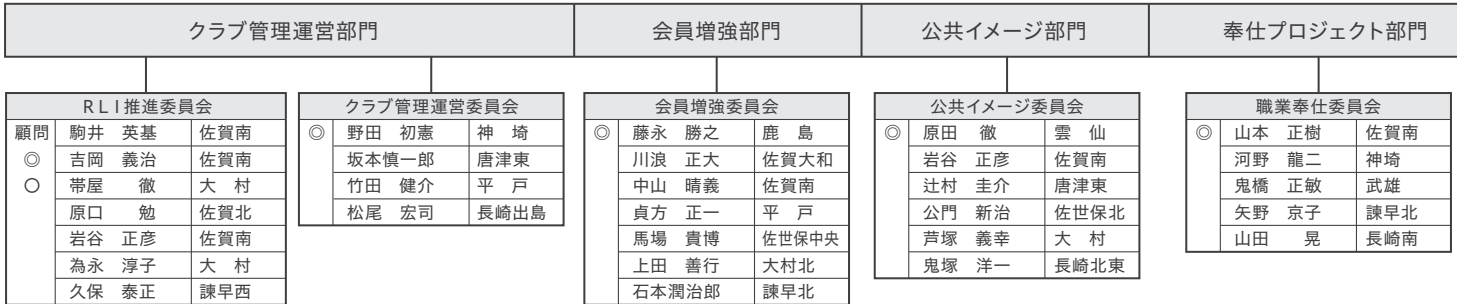 クラブ管理運営部門
会員増強部門
公共イメージ部門
奉仕プロジェクト部門
RLI推進委員会
顧問 駒井 英基 佐賀南
◎ 吉岡 義治 佐賀南
○ 帯屋 徹 大 村
原口 勉 佐賀北
岩谷 正彦 佐賀南
為永 淳子 大 村
久保 泰正 諫早西
クラブ管理運営委員会
◎ 野田 初憲 神 埼
坂本慎一郎 唐津東
竹田 健介 平 戸
松尾 宏司 長崎出島
会員増強委員会
◎ 藤永 勝之 鹿 島
川浪 正大 佐賀大和
中山 晴義 佐賀南
貞方 正一 平 戸
馬場 貴博 佐世保中央
上田 善行 大村北
石本潤治郎 諫早北
公共イメージ委員会
◎ 原田 徹 雲 仙
岩谷 正彦 佐賀南
辻村 圭介 唐津東
公門 新治 佐世保北
芦塚 義幸 大 村
鬼塚 洋一 長崎北東
職業奉仕委員会
◎ 山本 正樹 佐賀南
河野 龍二 神埼
鬼橋 正敏 武雄
矢野 京子 諫早北
山田 晃 長崎南